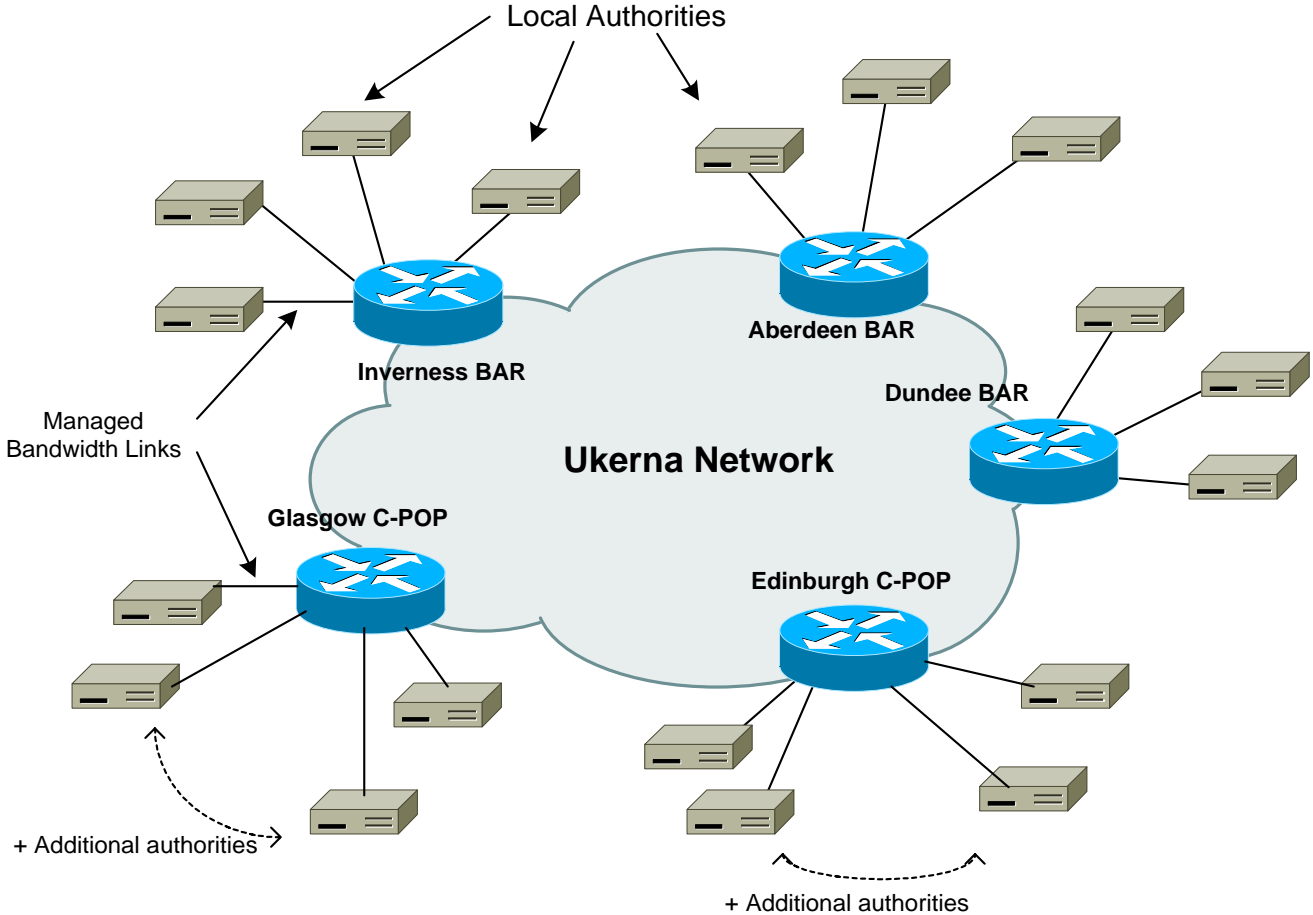 Local Authorities
Aberdeen BAR
Inverness BAR
Dundee BAR
Managed
Bandwidth Links
Ukerna Network
Glasgow C-POP
Edinburgh C-POP
+ Additional authorities
+ Additional authorities